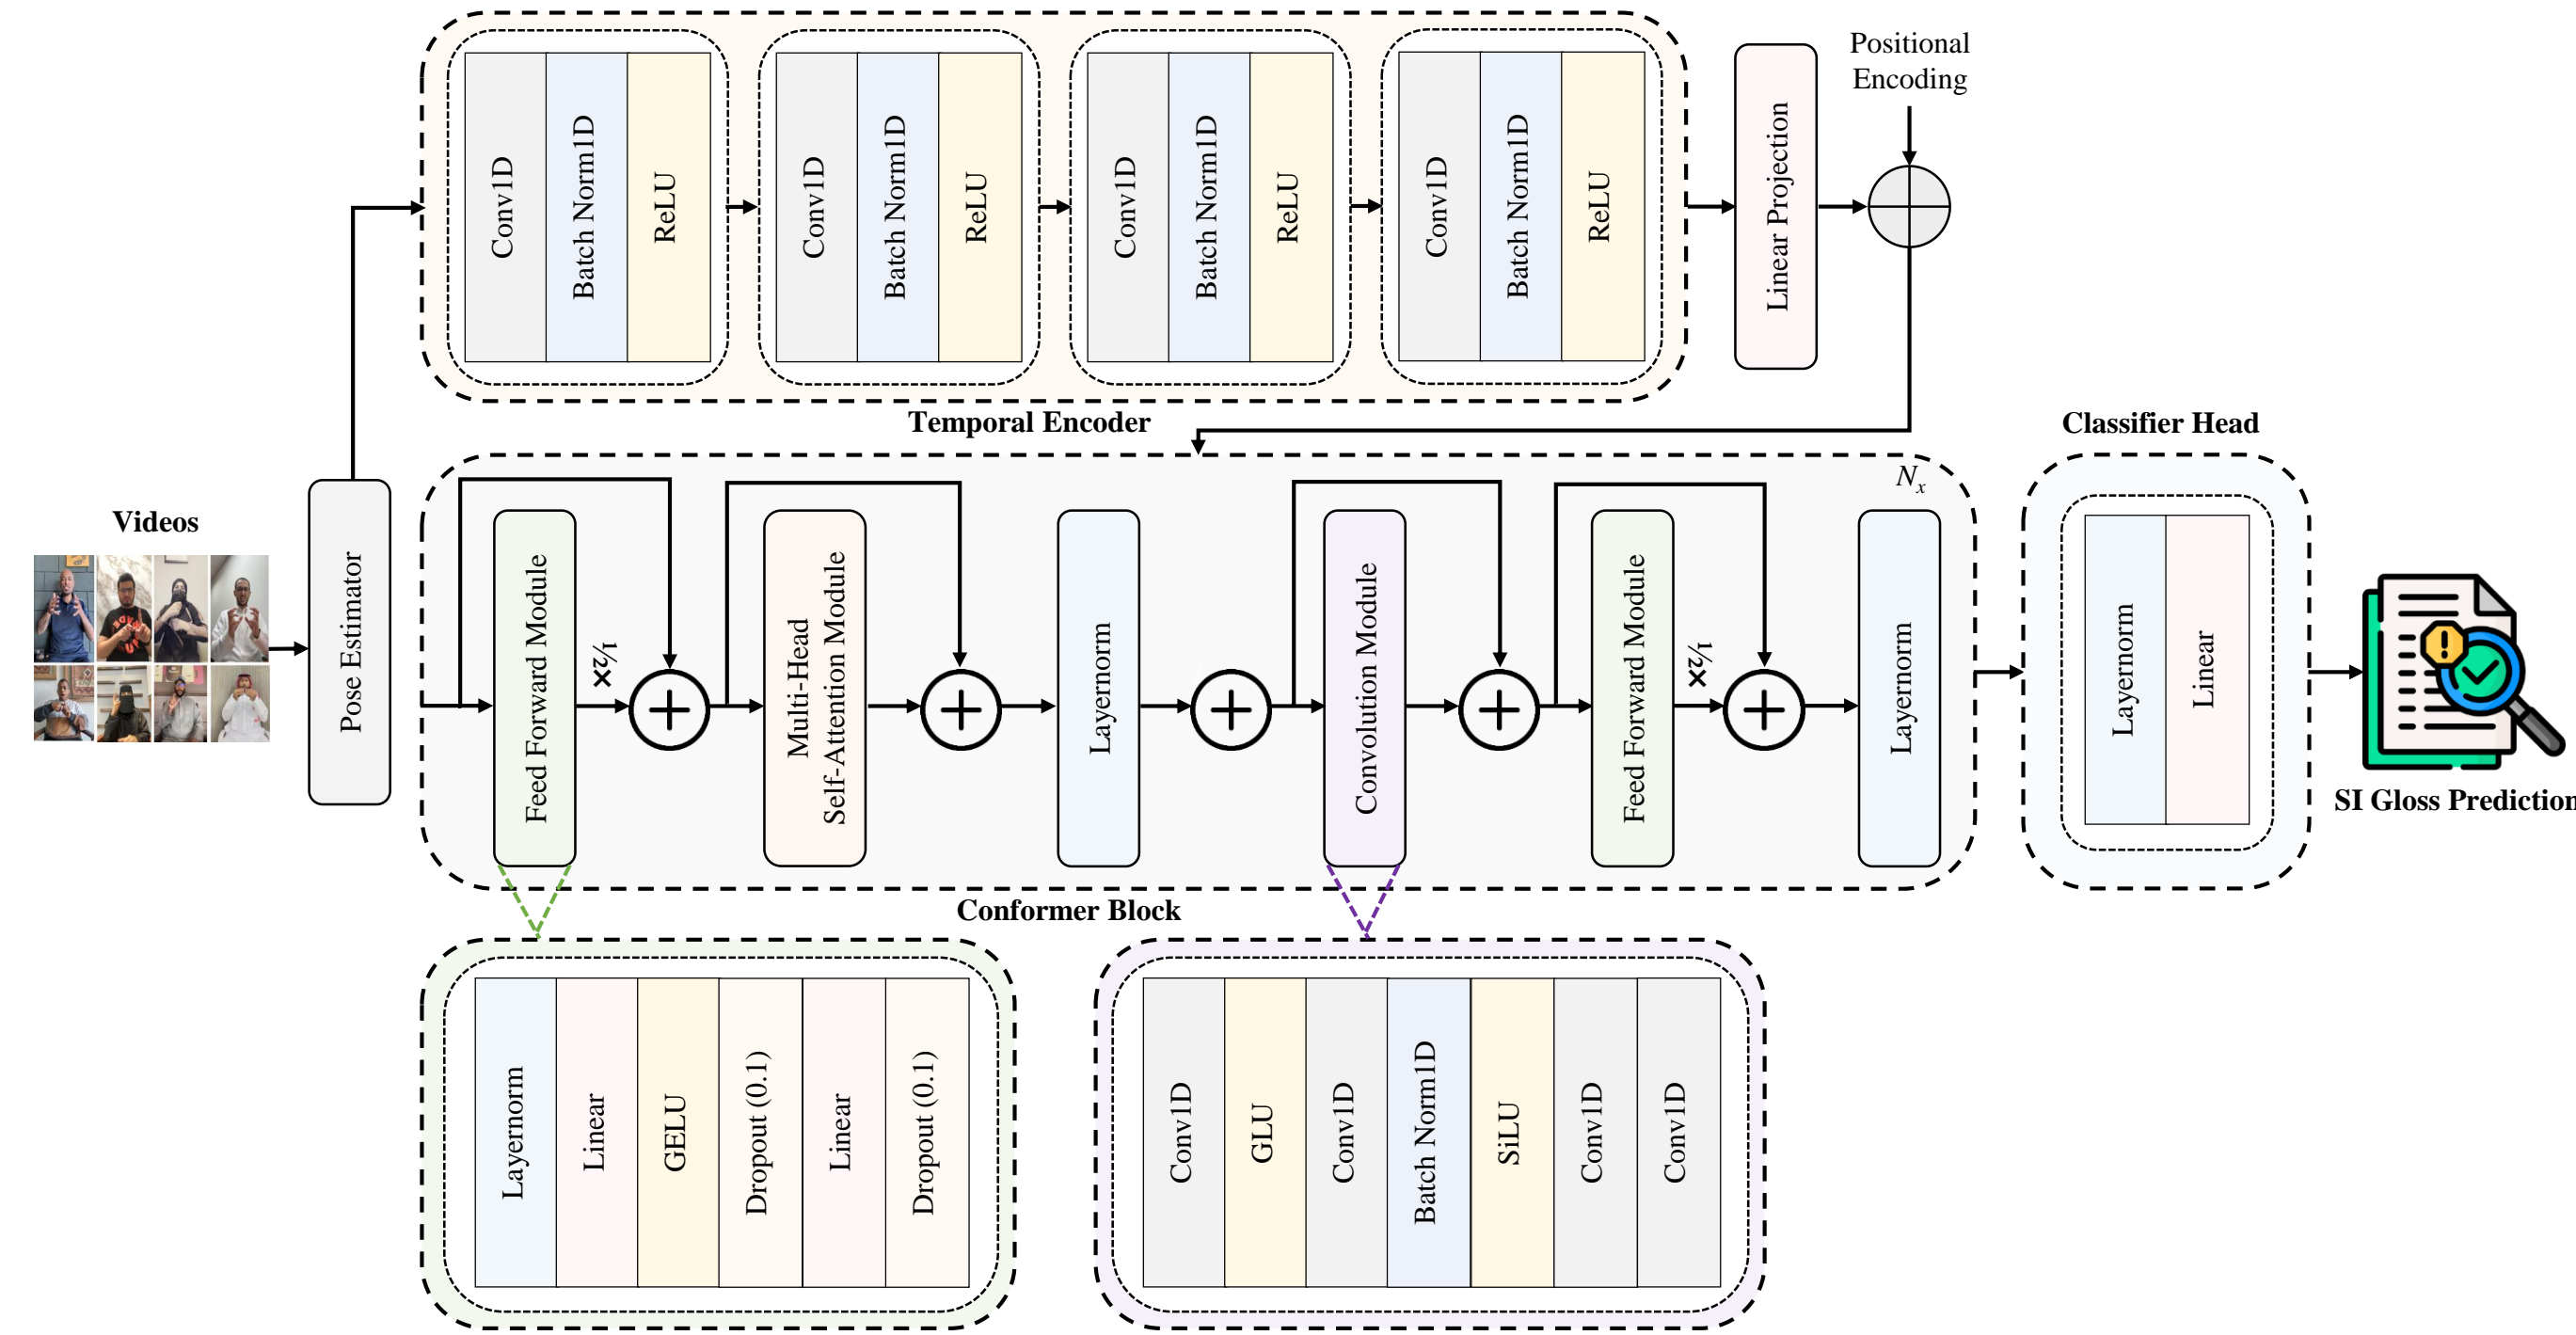 Conv1D
Batch Norm1D
ReLU
Conv1D
Batch Norm1D
ReLU
Conv1D
Batch Norm1D
ReLU
Conv1D
Batch Norm1D
ReLU
Linear Projection
Positional
Encoding
Temporal Encoder
Classifier Head
Videos
Pose Estimator
Feed Forward Module
½×
Multi-Head
Self-Attention Module
Layernorm
Convolution Module
Feed Forward Module
½×
Layernorm
Nx
Layernorm
Linear
SI Gloss Prediction
Conformer Block
Layernorm
Linear
GELU
Dropout (0.1)
Linear
Dropout (0.1)
Conv1D
GLU
Conv1D
Batch Norm1D
SiLU
Conv1D
Conv1D